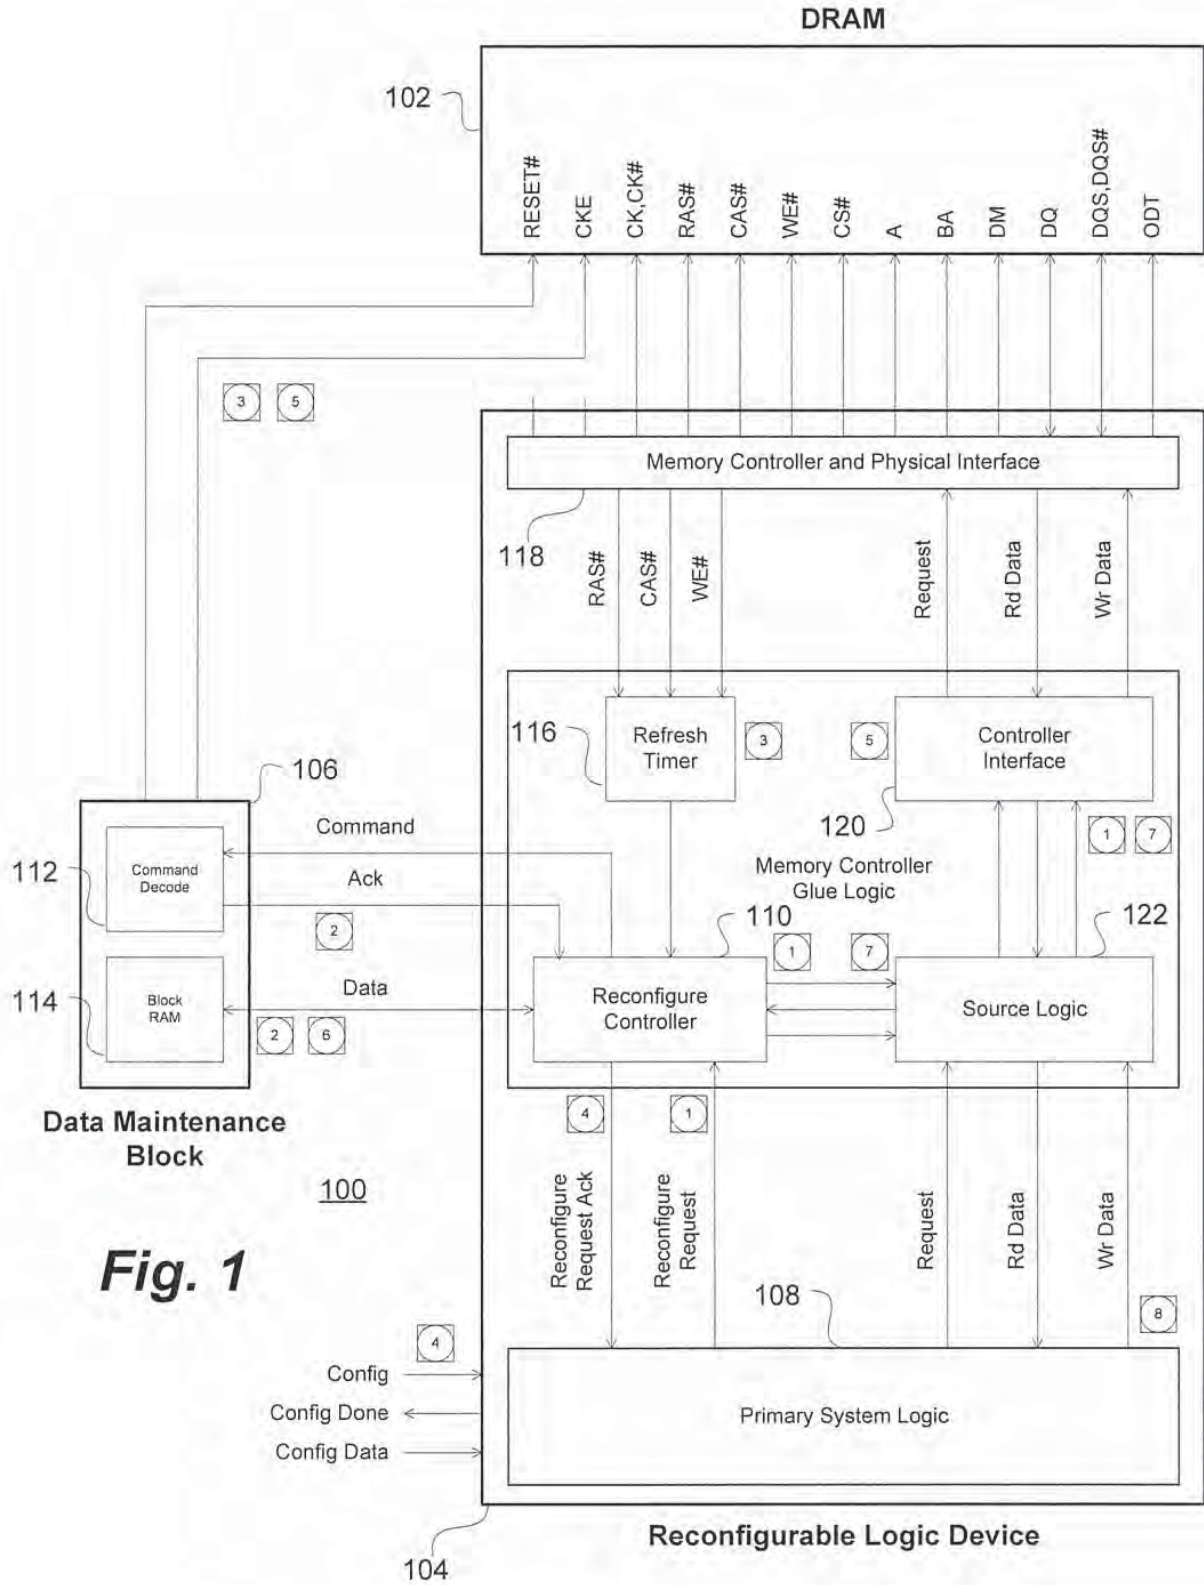 DRAM
102
RESET#
CKE
CK,CK#
RAS#
CAS#
WE#
CS#
A
BA
DM
DQ
DQS,DQS#
ODT
3
5
Memory Controller and Physical Interface
118
RAS#
CAS#
WE#
Request
Rd Data
Wr Data
116
Refresh
Timer
3
5
Controller
Interface
120
1
7
106
Command
112
Command
Decode
Ack
2
Memory Controller
Glue Logic
110
122
1
7
114
Block
RAM
Data
2
6
Reconfigure
Controller
Source Logic
Data Maintenance
Block
4
1
100
Reconfigure
Request Ack
Reconfigure
Request
Request
Rd Data
Wr Data
Fig. 1
108
8
4
Config
Config Done
Config Data
Primary System Logic
Reconfigurable Logic Device
104